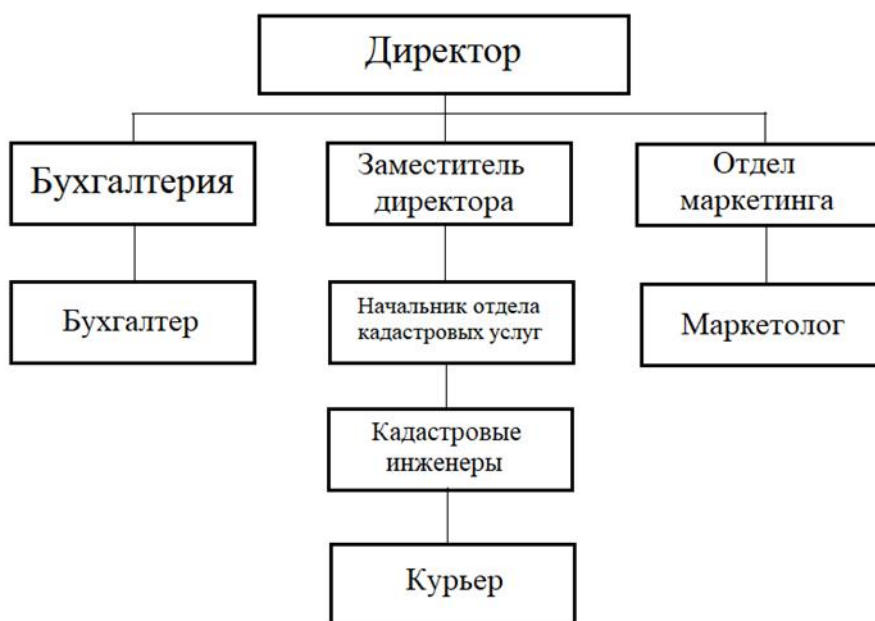 Директор
Бухгалтерия
Заместитель
директора
Отдел
маркетинга
Бухгалтер
Начальник отдела
кадастровых услуг
Маркетолог
Кадастровые
инженеры
Курьер